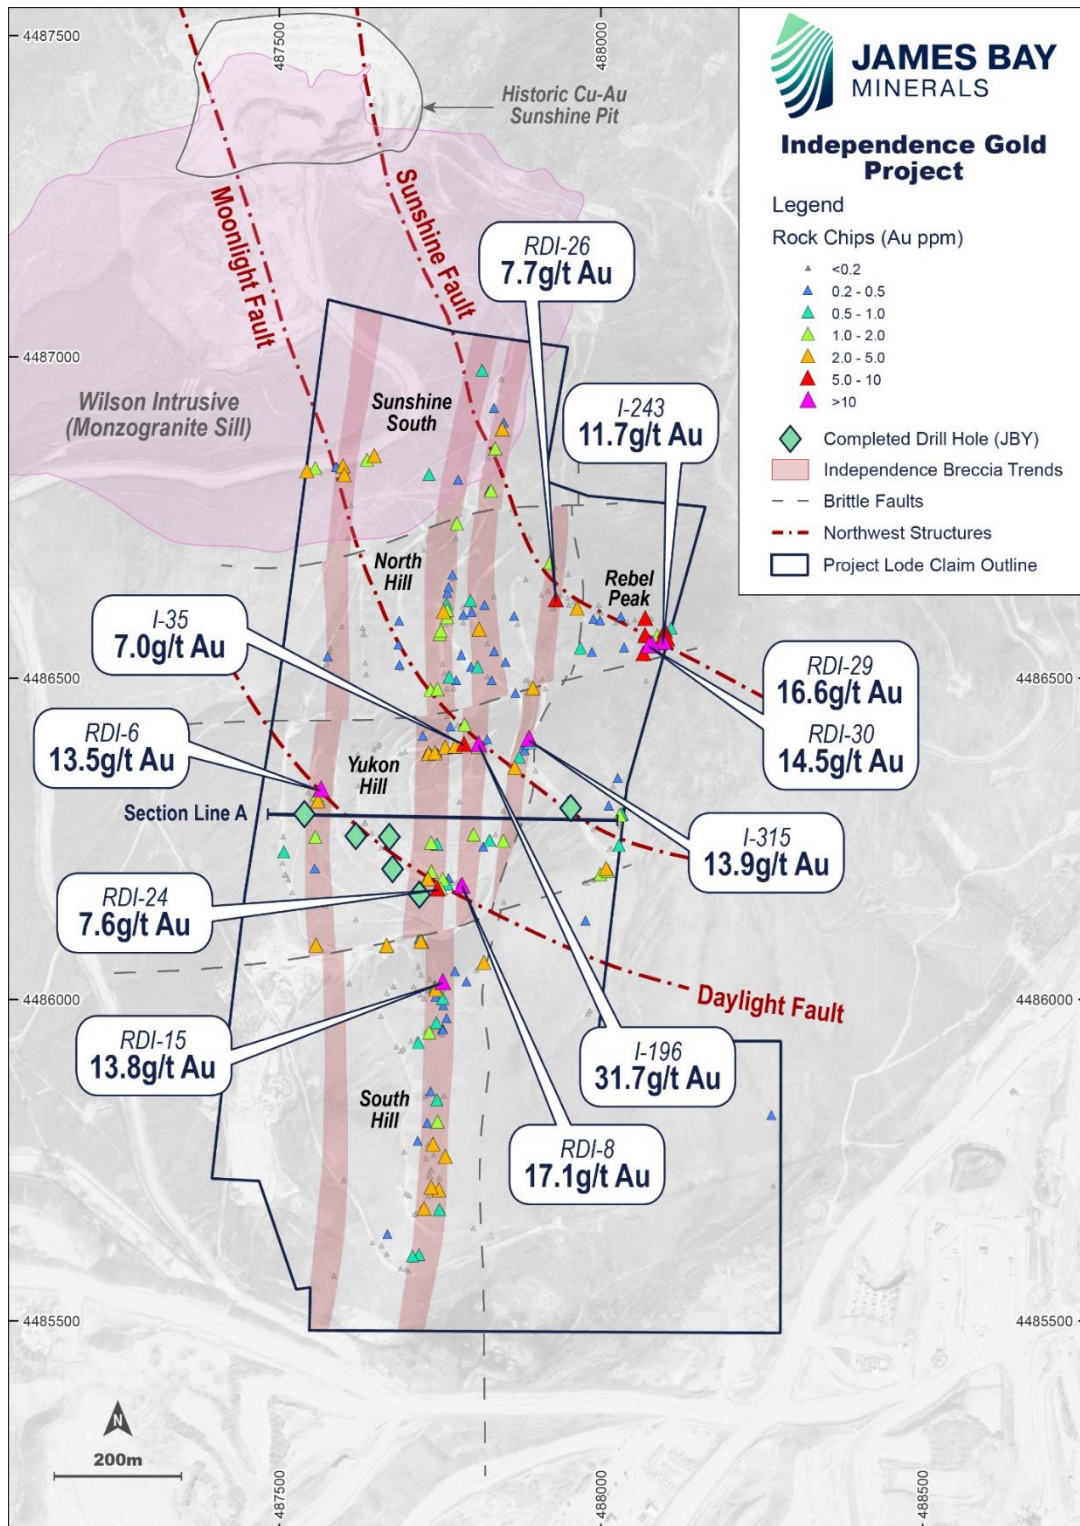 487500
488000
4487500
JAMES BAY
MINERALS
Independence Gold
Project
Legend
Rock Chips (Au ppm)
<0.2
0.2 - 0.5
0.5 - 1.0
1.0 - 2.0
2.0 - 5.0
5.0 - 10
>10
Completed Drill Hole (JBY)
Independence Breccia Trends
Brittle Faults
Northwest Structures
Project Lode Claim Outline
Historic Cu-Au
Sunshine Pit
Moonlight Fault
Sunshine Fault
RDI-26
7.7g/t Au
4487000
Wilson Intrusive
(Monzogranite Sill)
Sunshine
South
I-243
11.7g/t Au
North
Hill
Rebel
Peak
I-35
7.0g/t Au
4486500
4486500
RDI-29
16.6g/t Au
RDI-30
14.5g/t Au
RDI-6
13.5g/t Au
Yukon
Hill
Section Line A
I-315
13.9g/t Au
RDI-24
7.6g/t Au
4486000
4486000
Daylight Fault
RDI-15
13.8g/t Au
I-196
31.7g/t Au
South
Hill
RDI-8
17.1g/t Au
4485500
4485500
N
200m
487500
488000
488500